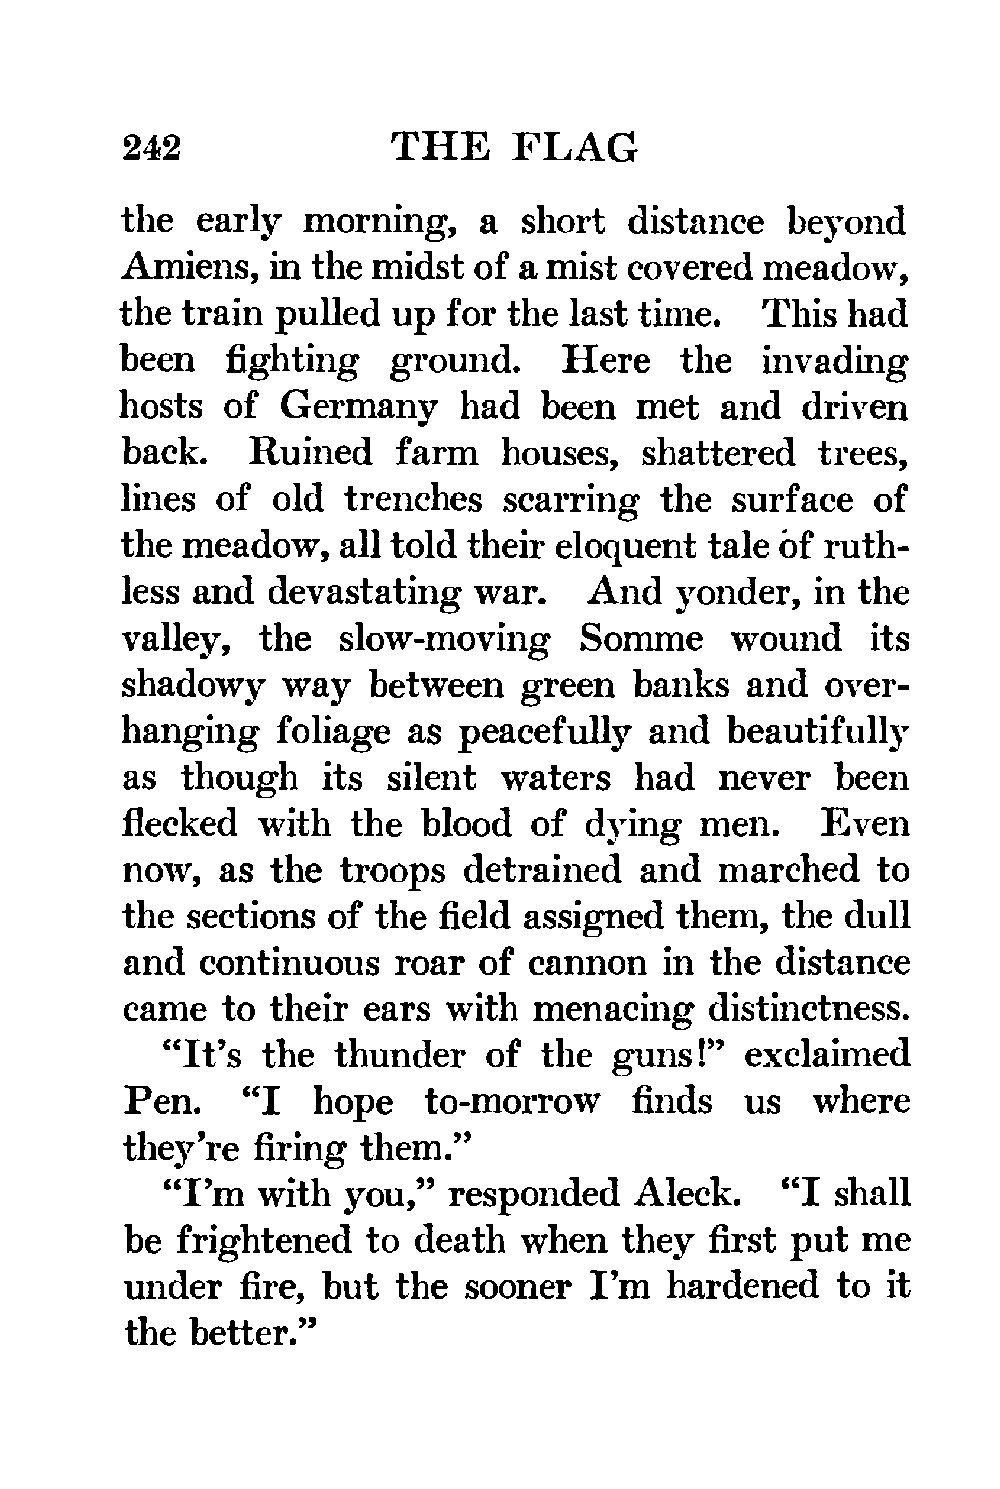 242 THE FLAG
the early morning, a short distance beyond
Amiens, in the midst of a mist covered meadow,
the train pulled up for the last time. This had
been fighting ground. Here the invading
hosts of Germany had been met and driven
back. Ruined farm houses, shattered trees,
lines of old trenches scarring the surface of
the meadow, all told their eloquent tale of ruth-
less and devastating war. And yonder, in the
valley, the slow-moving Somme wound its
shadowy way between green banks and over-
hanging foliage as peacefully and beautifully
as though its silent waters had never been
flecked with the blood of dying men. Even
now, as the troops detrained and marched to
the sections of the field assigned them, the dull
and continuous roar of cannon in the distance
came to their ears with menacing distinctness.
“It’s the thunder of the guns!” exclaimed
Pen. “I hope to-morrow finds us where
they’re firing them.”
“I’m with you,” responded Aleck. “I shall
be frightened to death when they first put me
under fire, but the sooner I’m hardened to it
the better.”